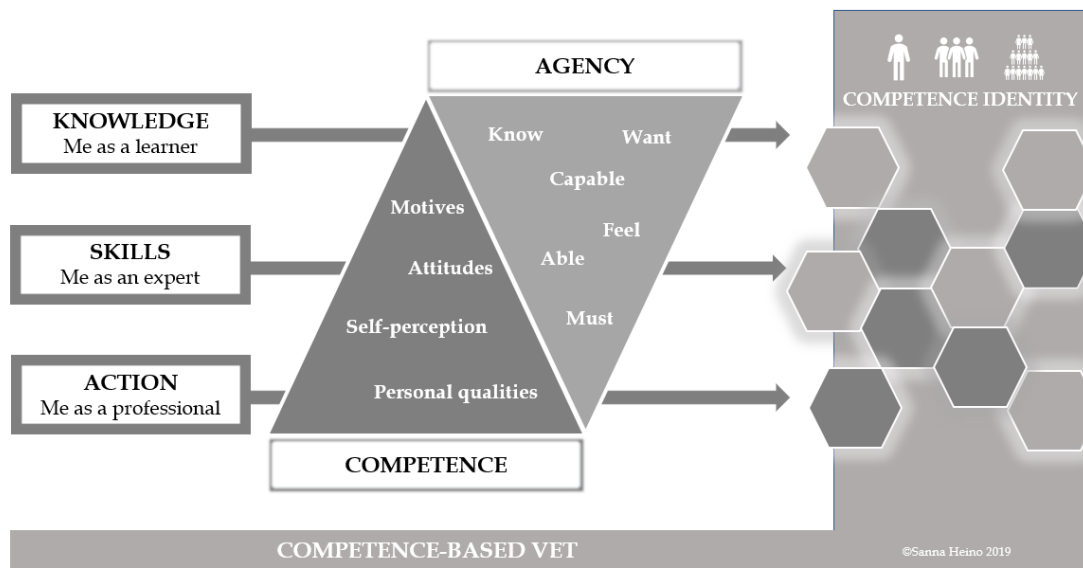 AGENCY
COMPETENCE IDENTITY
KNOWLEDGE
Me as a learner
SKILLS
Me as an expert
ACTION
Me as a professional
Motives
Attitudes
Self-perception
Personal qualities
Know
Want
Capable
Feel
Able
Must
COMPETENCE
COMPETENCE-BASED VET
©Sanna Heino 2019